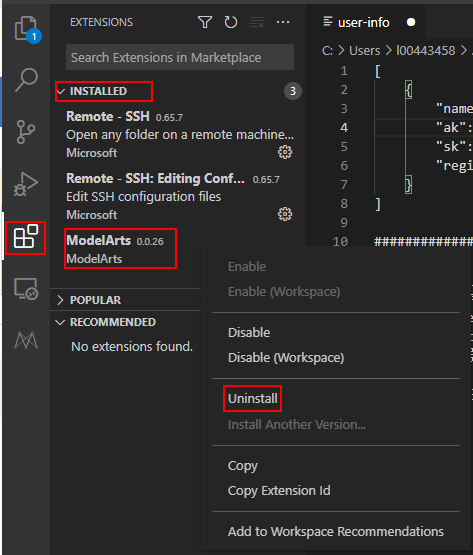 EXTENSIONS
Search Extensions in Marketplace
INSTALLED 3
Remote - SSH 0.65.7
Open any folder on a remote machine...
Microsoft
Remote - SSH: Editing Conf... 0.65.7
Edit SSH configuration files
Microsoft
ModelArts 0.0.26
ModelArts
POPULAR
RECOMMENDED
No extensions found.
1
user-info
C: > Users > l00443458 >
1 [
2 {
3 "name
4 "ak":
5 "sk":
6 "regi
7 }
8 ]
9
10 #############
Enable
Enable (Workspace)
Disable
Disable (Workspace)
Uninstall
Install Another Version...
Copy
Copy Extension Id
Add to Workspace Recommendations